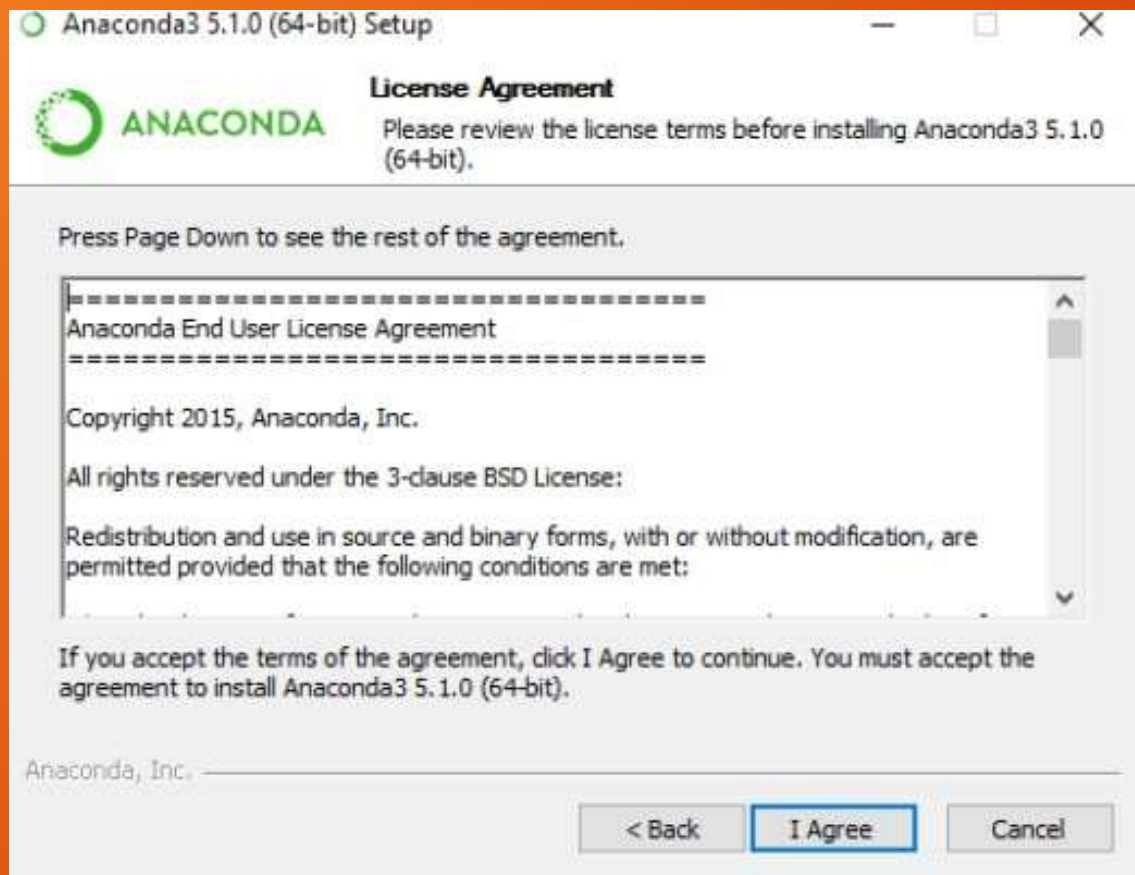 Anaconda3 5.1.0 (64-bit) Setup
ANACONDA
License Agreement
Please review the license terms before installing Anaconda3 5.1.0
(64-bit).
Press Page Down to see the rest of the agreement.
===================================
Anaconda End User License Agreement
===================================
Copyright 2015, Anaconda, Inc.
All rights reserved under the 3-clause BSD License:
Redistribution and use in source and binary forms, with or without modification, are
permitted provided that the following conditions are met:
If you accept the terms of the agreement, click I Agree to continue. You must accept the
agreement to install Anaconda3 5.1.0 (64-bit).
Anaconda, Inc.
< Back
I Agree
Cancel